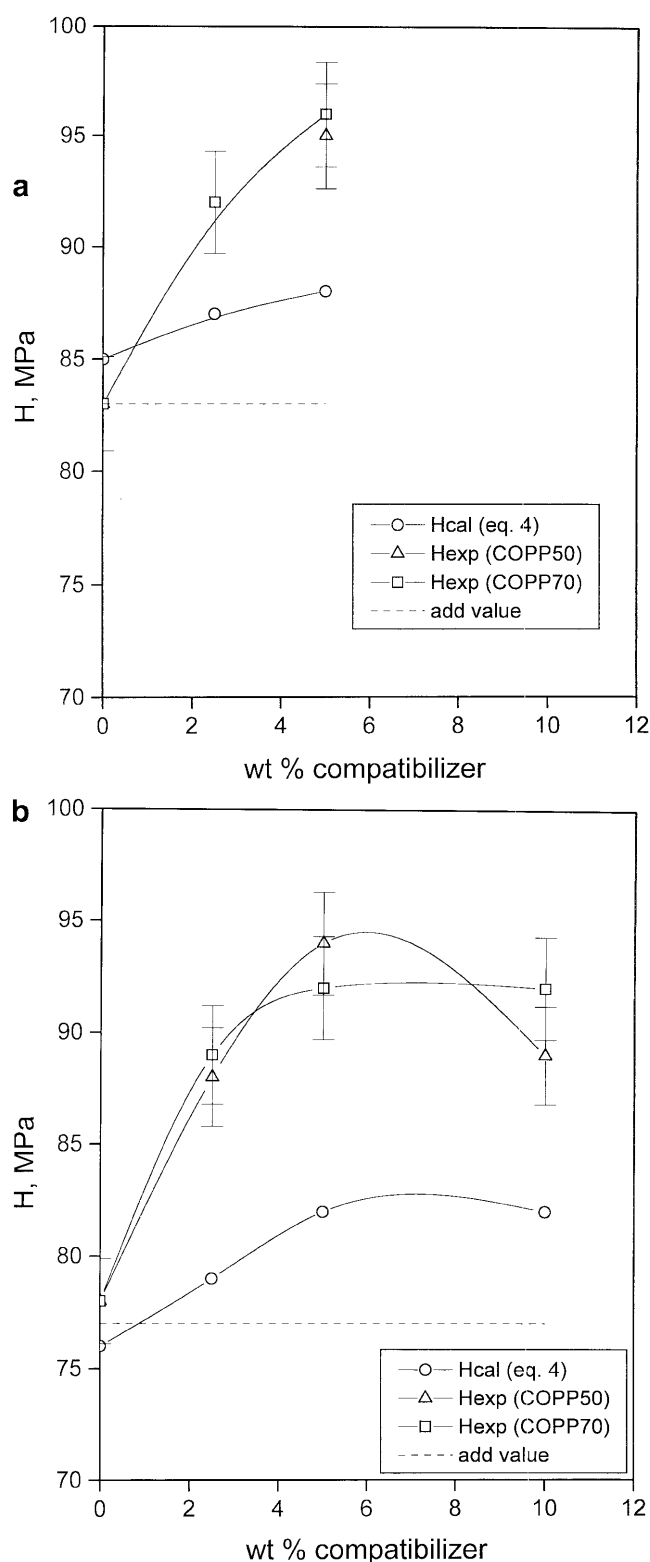 a
100
95
90
85
80
75
70
H, MPa
0 2 4 6 8 10 12
wt % compatibilizer
Hcal (eq. 4)
Hexp (COPP50)
Hexp (COPP70)
add value
b
100
95
90
85
80
75
70
H, MPa
0 2 4 6 8 10 12
wt % compatibilizer
Hcal (eq. 4)
Hexp (COPP50)
Hexp (COPP70)
add value